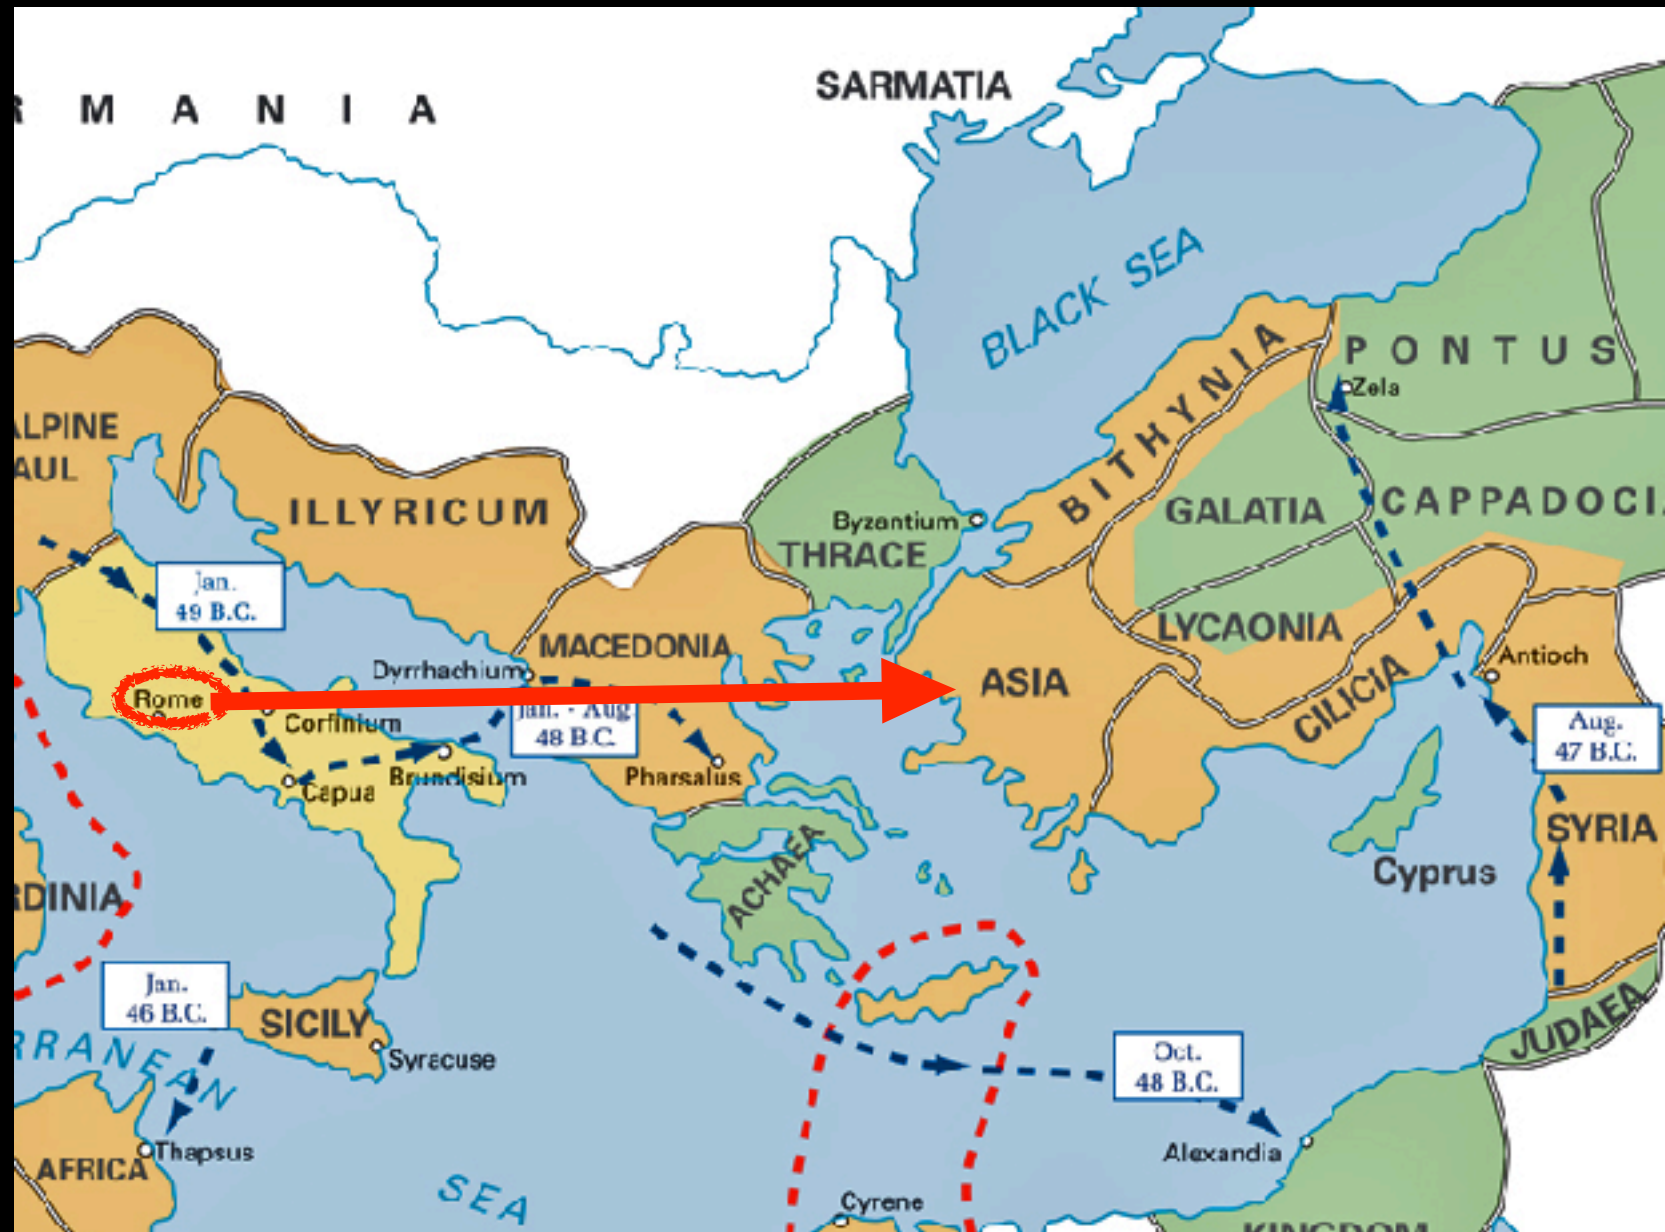 SARMATIA
R M A N I A
BLACK SEA
PONTUS
Zela
ALPINE
AUL
BITHYNIA
ILLYRICUM
GALATIA
CAPPADOCI
Byzantium
THRACE
Jan.
49 B.C.
LYCAONIA
MACEDONIA
Antioch
Dyrrhachium
ASIA
Rome
CILICIA
Corfinium
Jan. - Aug
48 B.C.
Aug.
47 B.C.
Pharsalus
Brundisium
Capua
SYRIA
ACHAEA
Cyprus
RDINIA
Jan.
46 B.C.
SICILY
JUDAEA
Syracuse
RRANEAN
Oct.
48 B.C.
Thapsus
Alexandia
AFRICA
SEA
Cyrene
KINGDOM